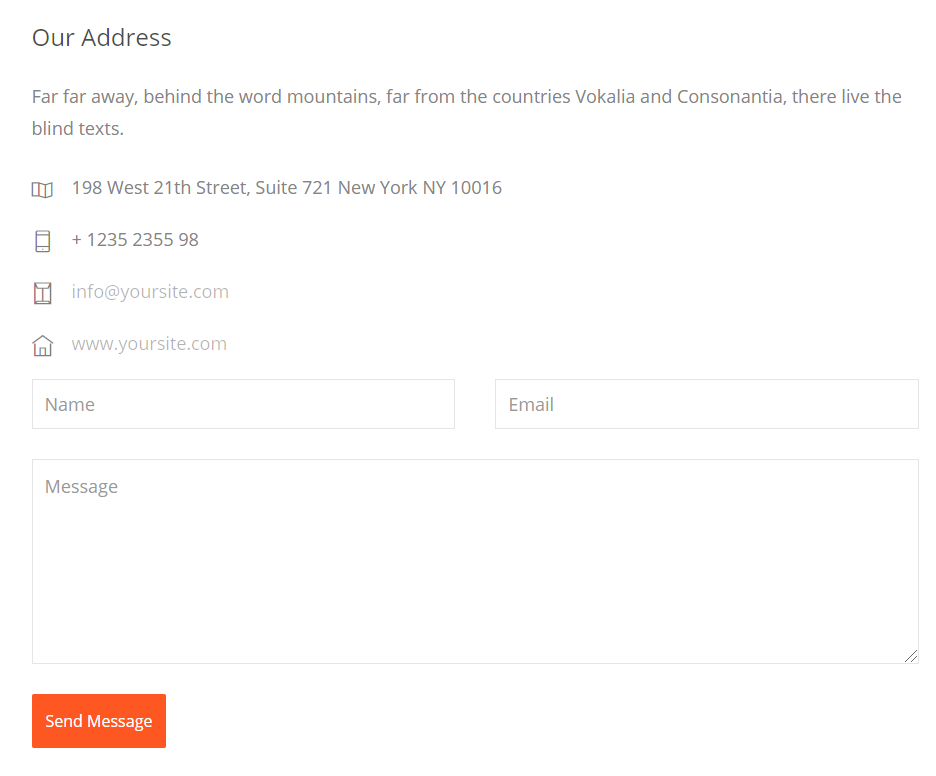 Our Address
Far far away, behind the word mountains, far from the countries Vokalia and Consonantia, there live the
blind texts.
198 West 21th Street, Suite 721 New York NY 10016
+ 1235 2355 98
info@yoursite.com
www.yoursite.com
Name
Email
Message
Send Message